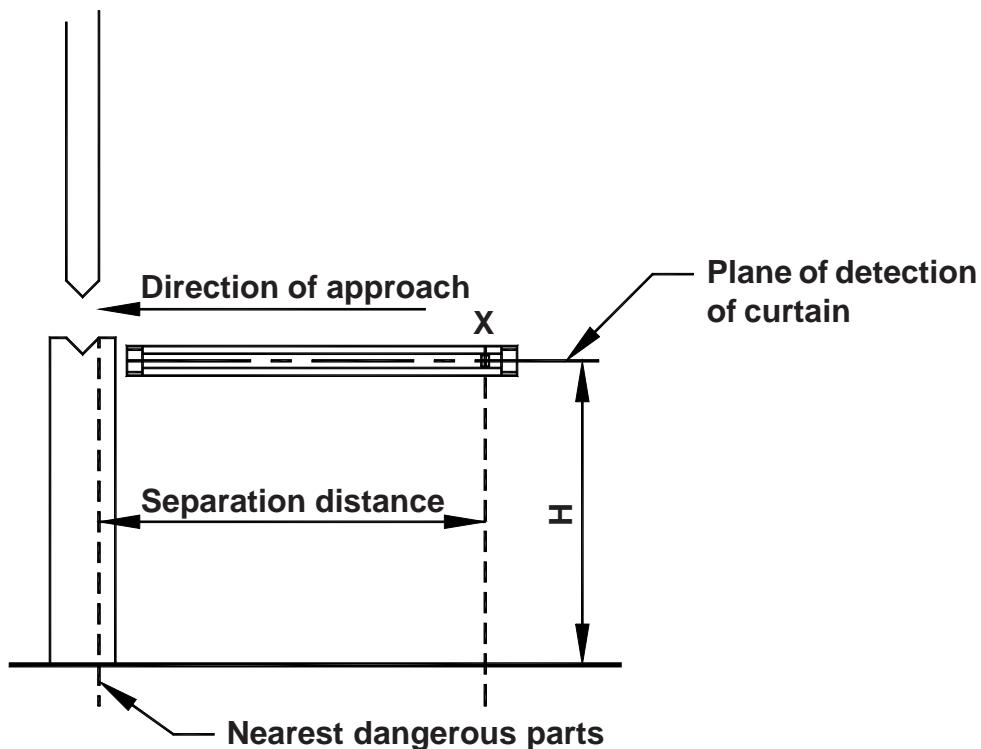 Direction of approach
Plane of detection
of curtain
X
Separation distance
H
Nearest dangerous parts